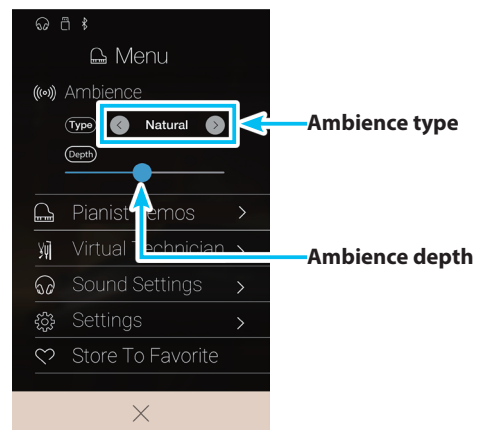 Menu
Ambience
Type
Natural
Ambience type
Depth
Pianist Demos
Virtual Technician
Ambience depth
Sound Settings
Settings
Store To Favorite